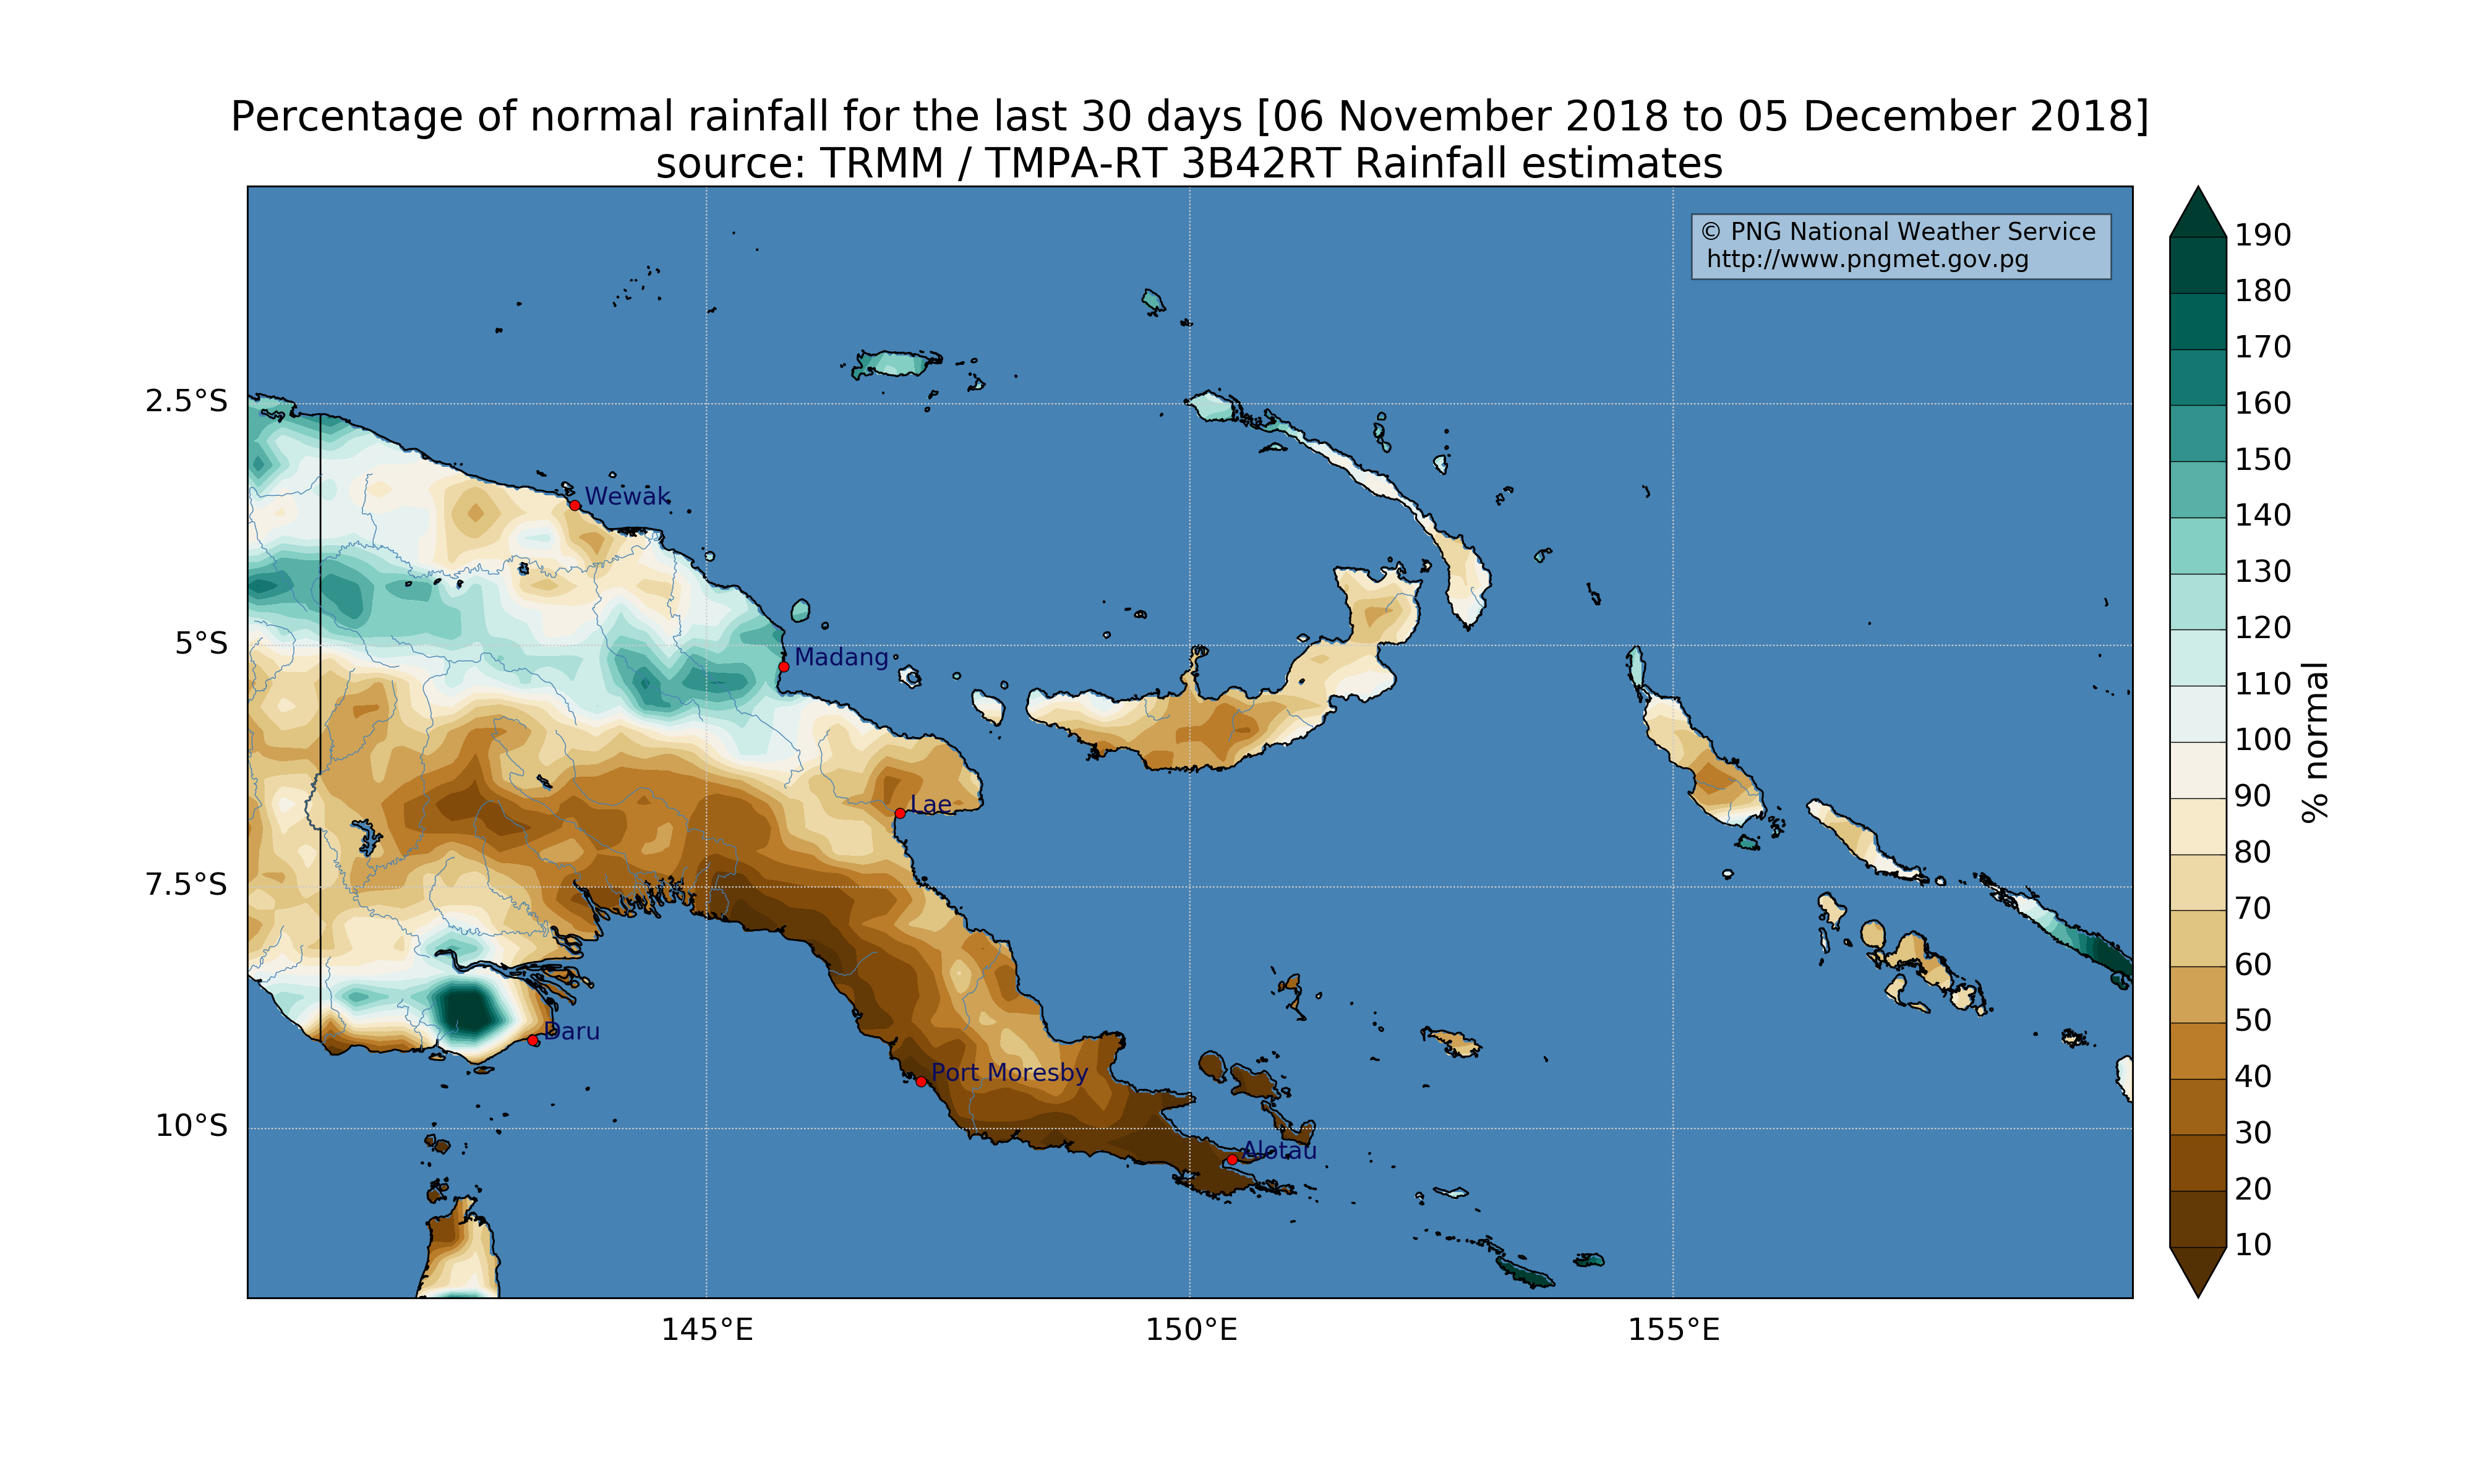 Percentage of normal rainfall for the last 30 days [06 November 2018 to 05 December 2018]
source: TRMM / TMPA-RT 3B42RT Rainfall estimates
© PNG National Weather Service
http://www.pngmet.gov.pg
2.5°S
5°S
7.5°S
10°S
145°E
150°E
155°E
Wewak
Madang
Lae
Daru
Port Moresby
Alotau
190
180
170
160
150
140
130
120
110
100
90
80
70
60
50
40
30
20
10
% normal